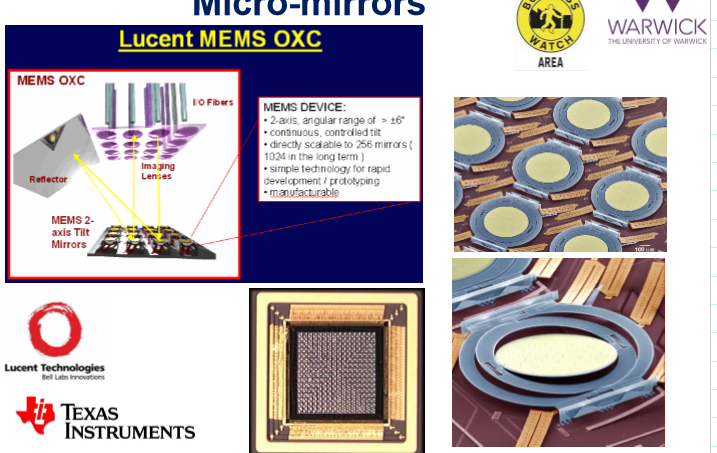 Micro-mirrors
WATCH
AREA
WARWICK
THE UNIVERSITY OF WARWICK
Lucent MEMS OXC
MEMS OXC
I/O Fibers
Imaging
Lenses
Reflector
MEMS 2-
axis Tilt
Mirrors
MEMS DEVICE:
• 2-axis, angular range of > ±6°
• continuous, controlled tilt
• directly scalable to 256 mirrors (
1024 in the long term )
• simple technology for rapid
development / prototyping
• manufacturable
Lucent Technologies
Bell Labs Innovations
TEXAS
INSTRUMENTS